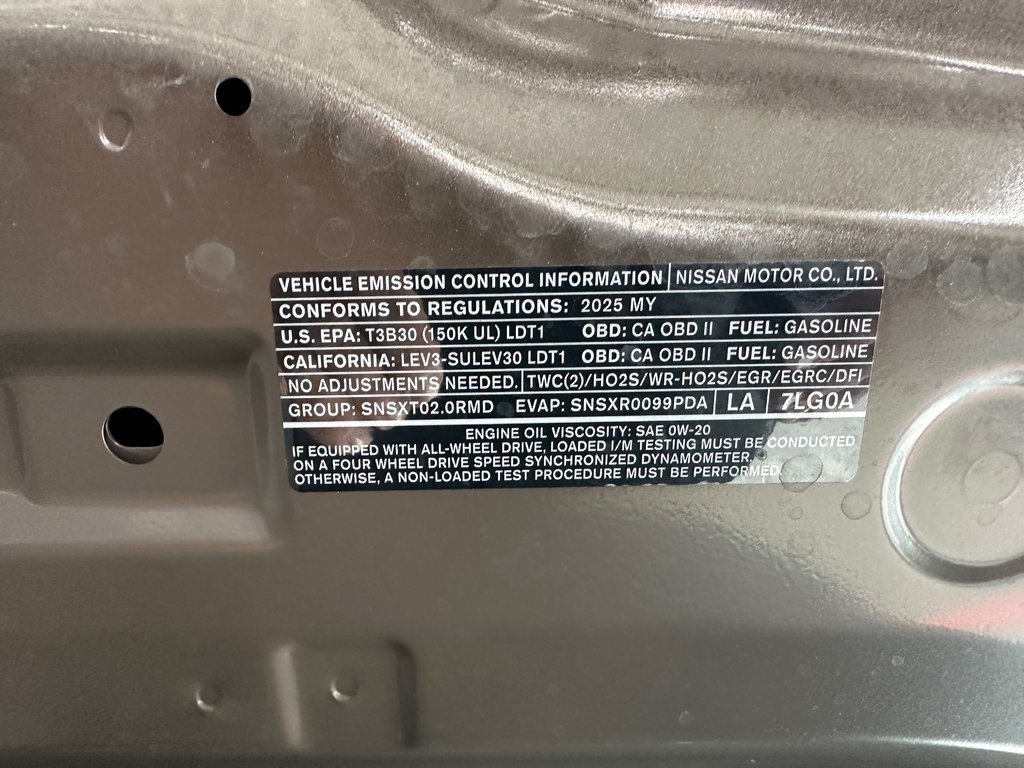 VEHICLE EMISSION CONTROL INFORMATION NISSAN MOTOR CO., LTD.
CONFORMS TO REGULATIONS: 2025 MY
U.S. EPA: T3B30 (150K UL) LDT1 OBD: CA OBD II FUEL: GASOLINE
CALIFORNIA: LEV3-SULEV30 LDT1 OBD: CA OBD II FUEL: GASOLINE
NO ADJUSTMENTS NEEDED. TWC(2)/HO2S/WR-HO2S/EGR/EGRC/DFI
GROUP: SNSXT02.0RMD EVAP: SNSXR0099PDA LA 7LG0A
ENGINE OIL VISCOSITY: SAE 0W-20
IF EQUIPPED WITH ALL-WHEEL DRIVE, LOADED I/M TESTING MUST BE CONDUCTED
ON A FOUR WHEEL DRIVE SPEED SYNCHRONIZED DYNAMOMETER.
OTHERWISE, A NON-LOADED TEST PROCEDURE MUST BE PERFORMED.